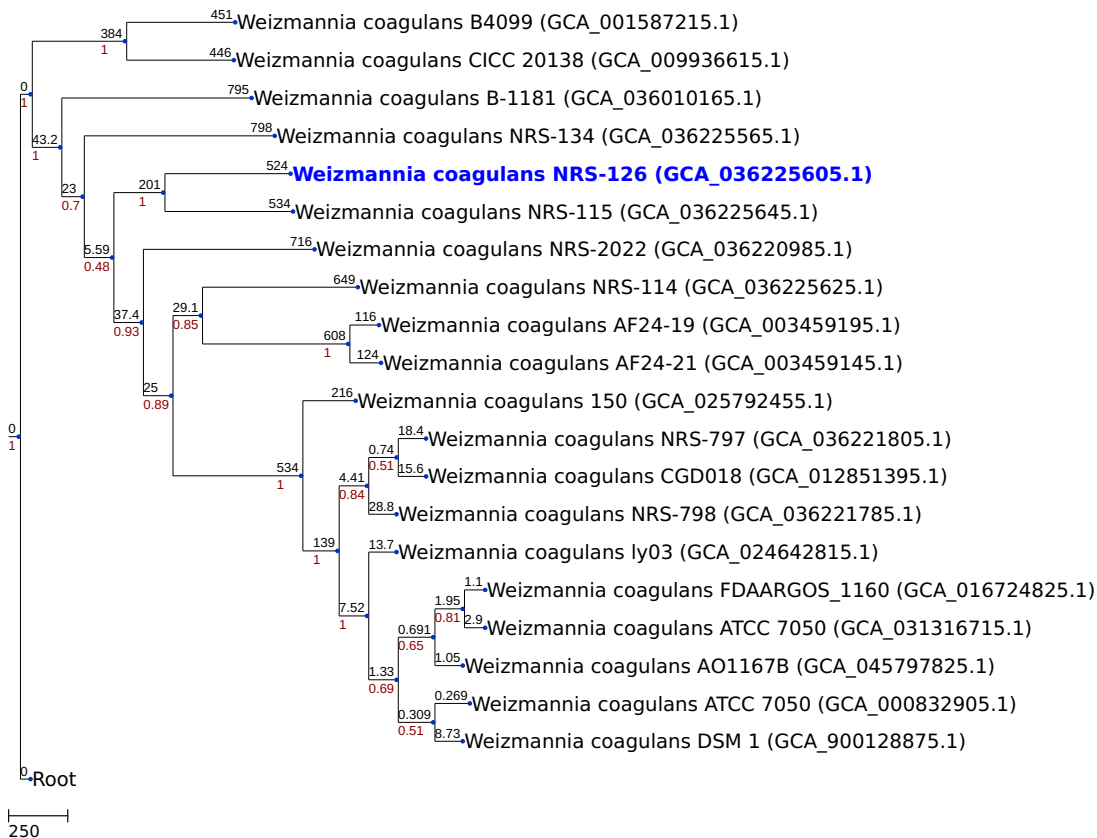 451 Weizmannia coagulans B4099 (GCA_001587215.1)
384
1
446 Weizmannia coagulans CICC 20138 (GCA_009936615.1)
0
1
795 Weizmannia coagulans B-1181 (GCA_036010165.1)
43.2
1
798 Weizmannia coagulans NRS-134 (GCA_036225565.1)
23
0.7
524 Weizmannia coagulans NRS-126 (GCA_036225605.1)
201
1
534 Weizmannia coagulans NRS-115 (GCA_036225645.1)
5.59
0.48
716 Weizmannia coagulans NRS-2022 (GCA_036220985.1)
649 Weizmannia coagulans NRS-114 (GCA_036225625.1)
37.4
0.93
29.1
0.85
116 Weizmannia coagulans AF24-19 (GCA_003459195.1)
608
1
124 Weizmannia coagulans AF24-21 (GCA_003459145.1)
25
0.89
216 Weizmannia coagulans 150 (GCA_025792455.1)
0
1
18.4 Weizmannia coagulans NRS-797 (GCA_036221805.1)
0.74
0.51
15.6 Weizmannia coagulans CGD018 (GCA_012851395.1)
534
1
4.41
0.84
28.8 Weizmannia coagulans NRS-798 (GCA_036221785.1)
139
1
13.7 Weizmannia coagulans ly03 (GCA_024642815.1)
1.1 Weizmannia coagulans FDAARGOS_1160 (GCA_016724825.1)
7.52
1
1.95
0.81
2.9 Weizmannia coagulans ATCC 7050 (GCA_031316715.1)
0.691
0.65
1.05 Weizmannia coagulans AO1167B (GCA_045797825.1)
1.33
0.69
0.269 Weizmannia coagulans ATCC 7050 (GCA_000832905.1)
0.309
0.51
8.73 Weizmannia coagulans DSM 1 (GCA_900128875.1)
0 Root
250